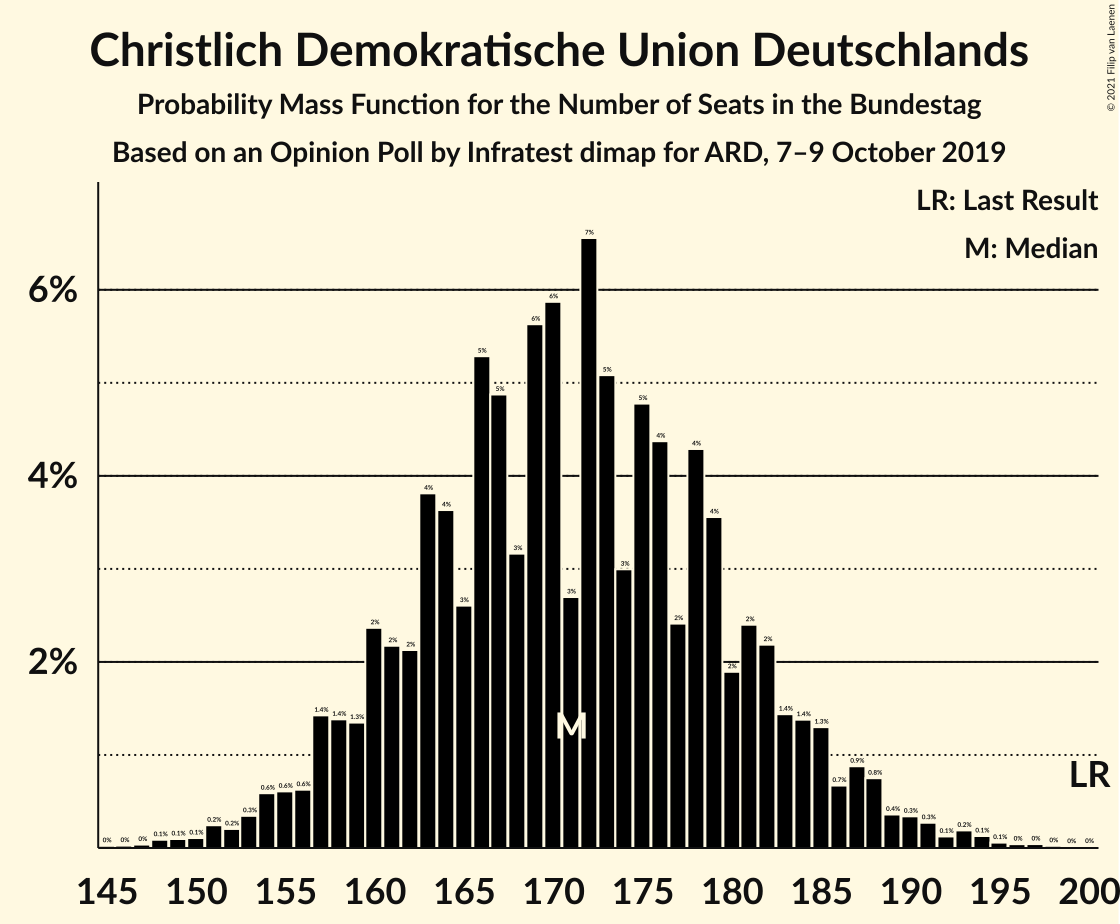 © 2021 Filip van Laenen
Christlich Demokratische Union Deutschlands
Probability Mass Function for the Number of Seats in the Bundestag
Based on an Opinion Poll by Infratest dimap for ARD, 7–9 October 2019
LR: Last Result
M: Median
6%
4%
2%
0% 0% 0% 0.1% 0.1% 0.1% 0.2% 0.2% 0.3% 0.6% 0.6% 0.6% 1.4% 1.4% 1.3% 2% 2% 2% 4% 4% 3% 5% 5% 3% 6% 6% 3% 7% 5% 3% 5% 4% 2% 4% 4% 2% 2% 2% 1.4% 1.4% 1.3% 0.7% 0.9% 0.8% 0.4% 0.3% 0.3% 0.1% 0.2% 0.1% 0.1% 0% 0% 0% 0% 0%
M
LR
145 150 155 160 165 170 175 180 185 190 195 200